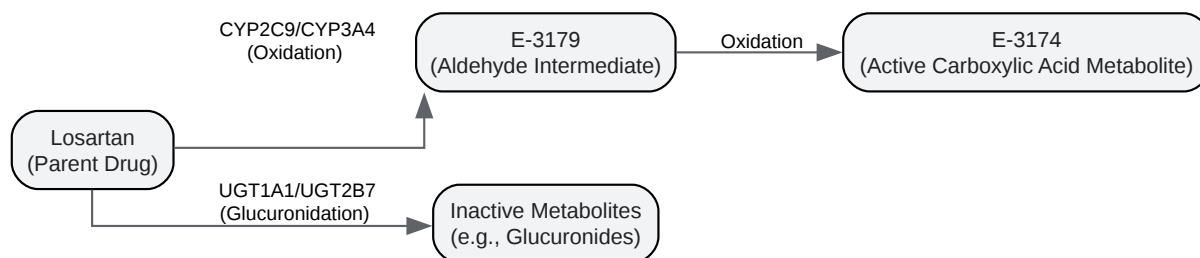 CYP2C9/CYP3A4
(Oxidation)
E-3179
(Aldehyde Intermediate)
Oxidation
E-3174
(Active Carboxylic Acid Metabolite)
Losartan
(Parent Drug)
UGT1A1/UGT2B7
(Glucuronidation)
Inactive Metabolites
(e.g., Glucuronides)